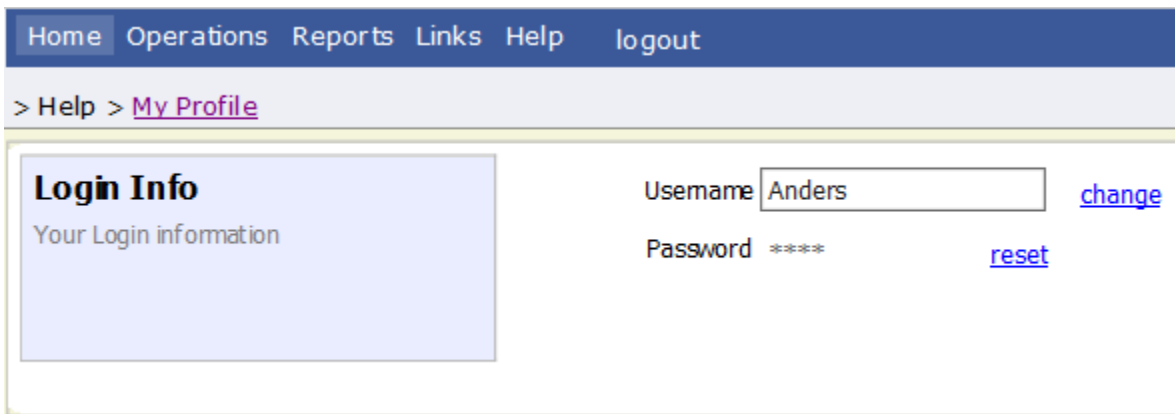 Home Operations Reports Links Help logout
> Help > My Profile
Login Info
Your Login information
Username Anders change
Password **** reset